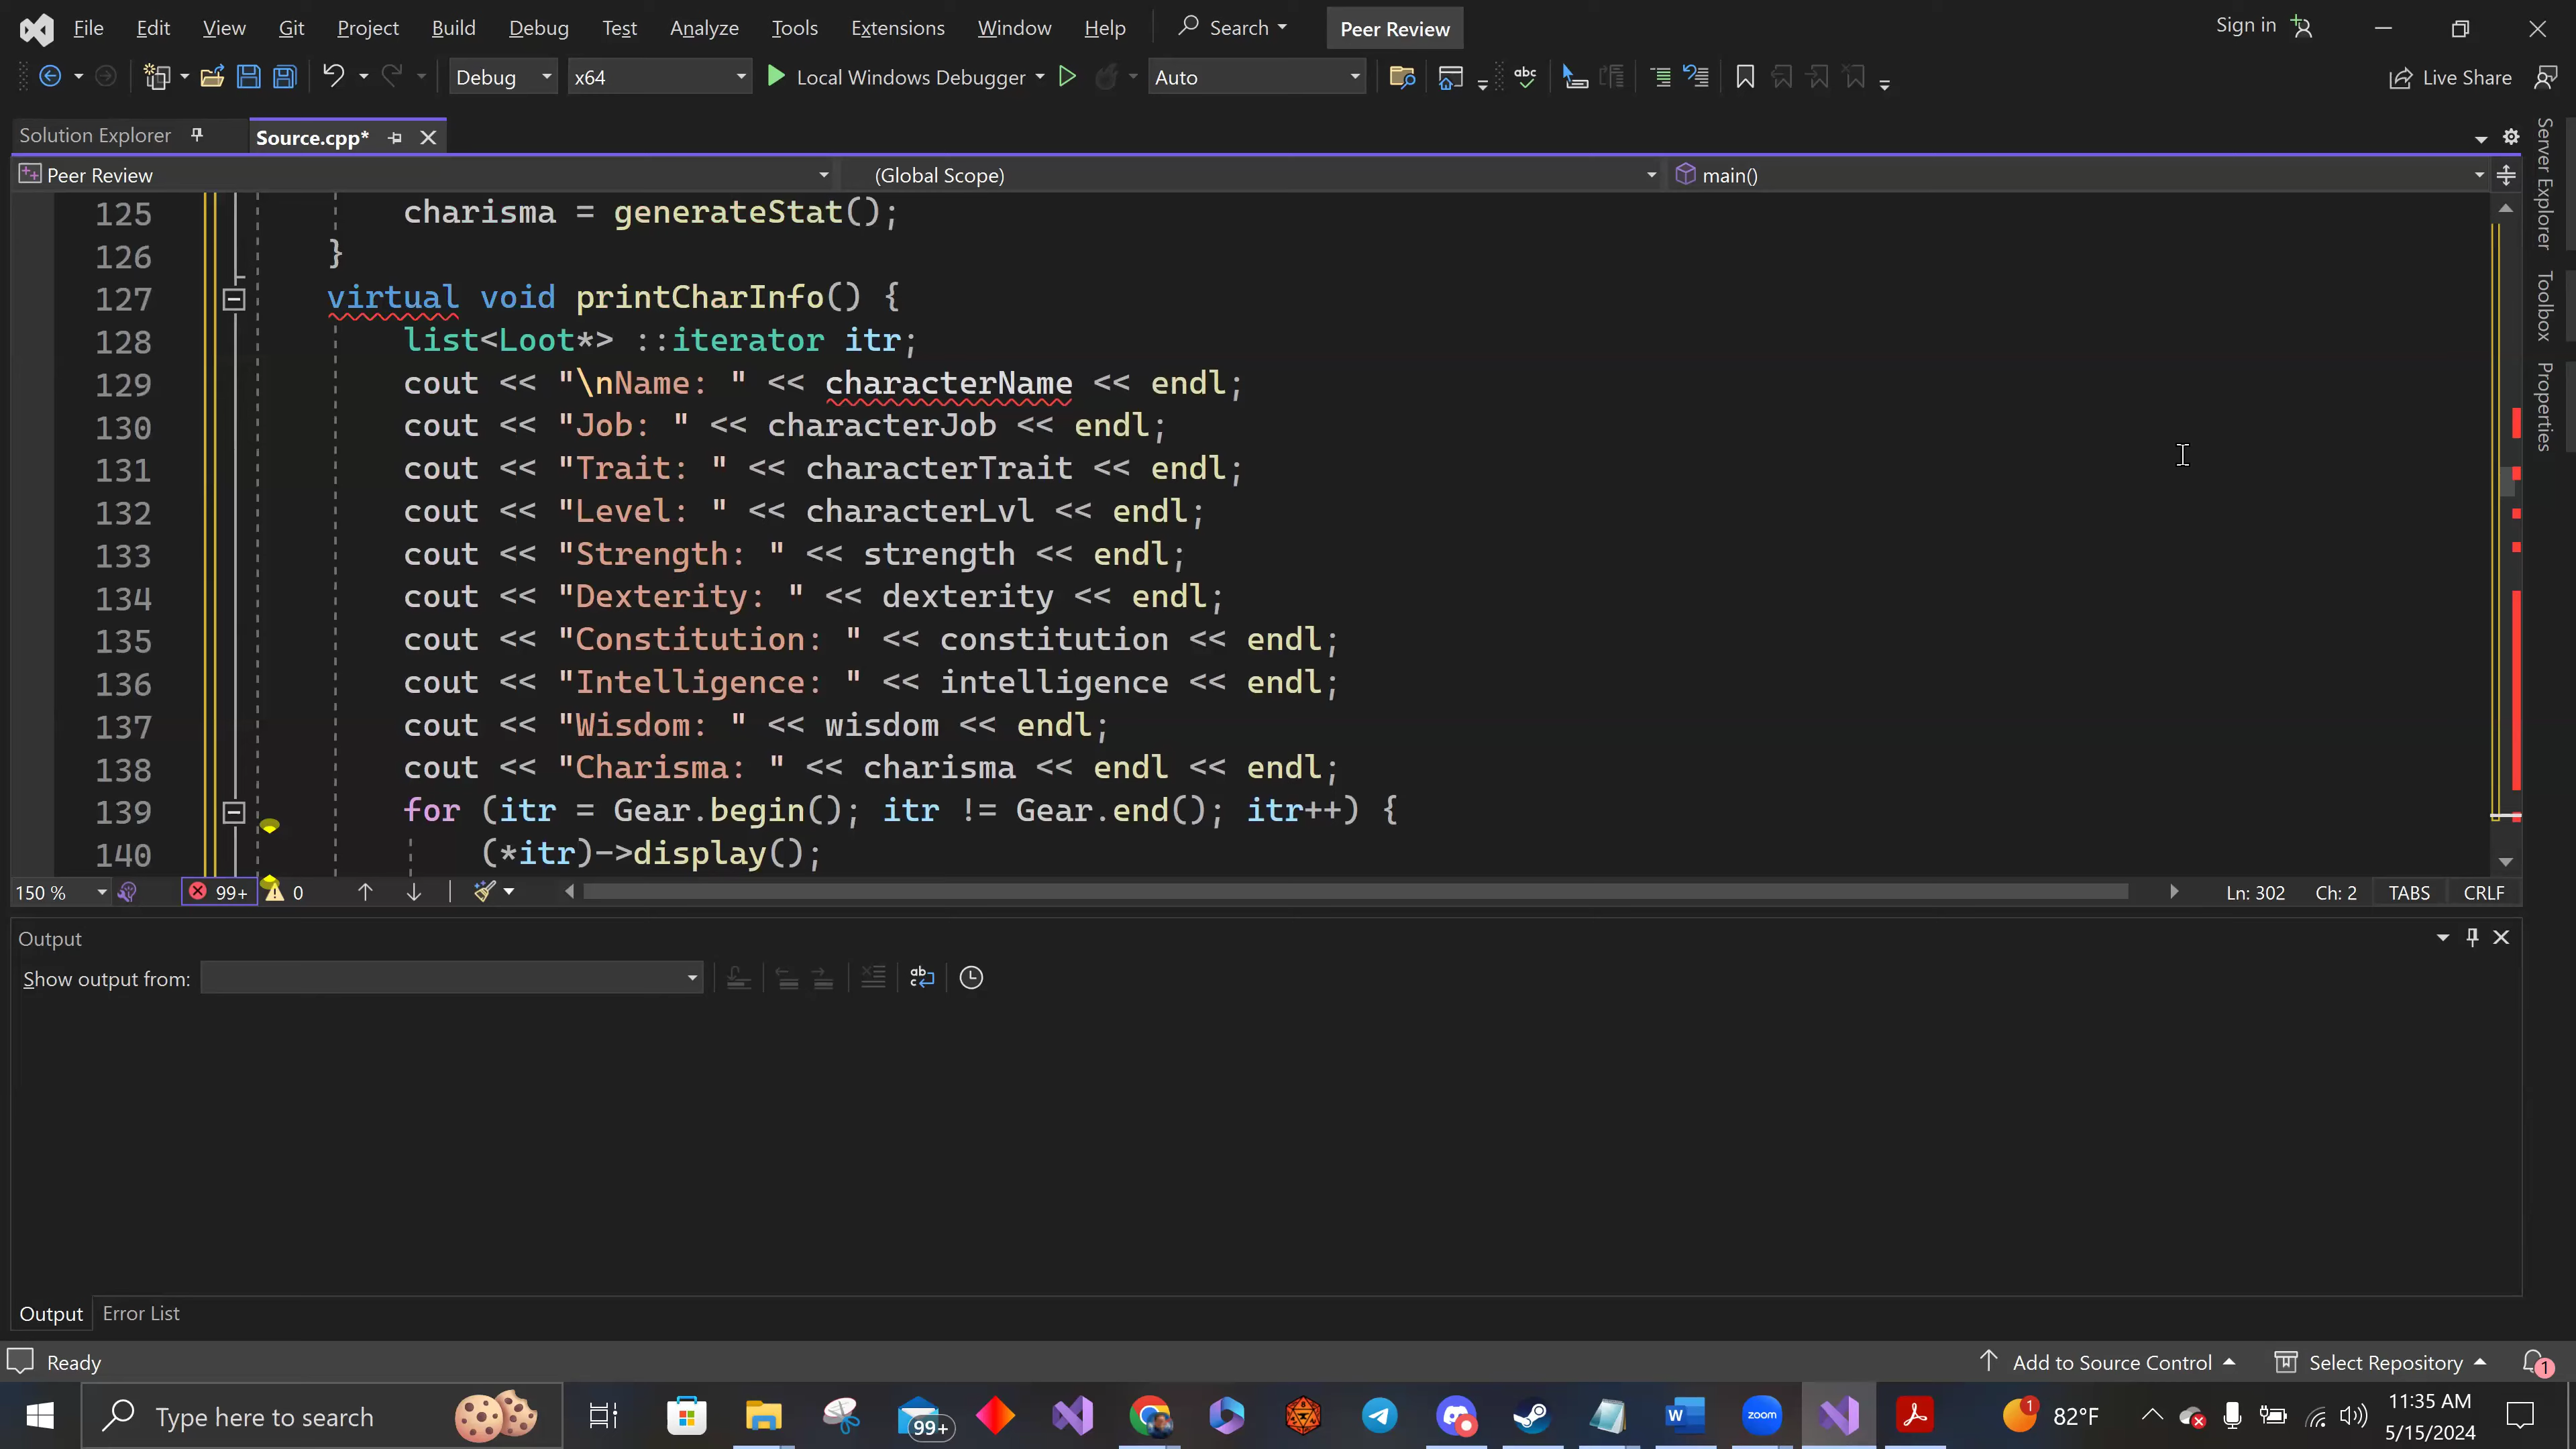 File Edit View Git Project Build Debug Test Analyze Tools Extensions Window Help Search Peer Review Sign in
Debug x64 Local Windows Debugger Auto abc Live Share
Solution Explorer Source.cpp*
Peer Review (Global Scope) main()
125 charisma = generateStat();
126 }
127 virtual void printCharInfo() {
128 list<Loot*> ::iterator itr;
129 cout << "\nName: " << characterName << endl;
130 cout << "Job: " << characterJob << endl;
131 cout << "Trait: " << characterTrait << endl;
132 cout << "Level: " << characterLvl << endl;
133 cout << "Strength: " << strength << endl;
134 cout << "Dexterity: " << dexterity << endl;
135 cout << "Constitution: " << constitution << endl;
136 cout << "Intelligence: " << intelligence << endl;
137 cout << "Wisdom: " << wisdom << endl;
138 cout << "Charisma: " << charisma << endl << endl;
139 for (itr = Gear.begin(); itr != Gear.end(); itr++) {
140 (*itr)->display();
Server Explorer
Toolbox
Properties
150 % 99+ 0 Ln: 302 Ch: 2 TABS CRLF
Output
Show output from:
Output Error List
Ready Add to Source Control Select Repository 1
Type here to search 99+ W zoom 1 82°F 11:35 AM
5/15/2024